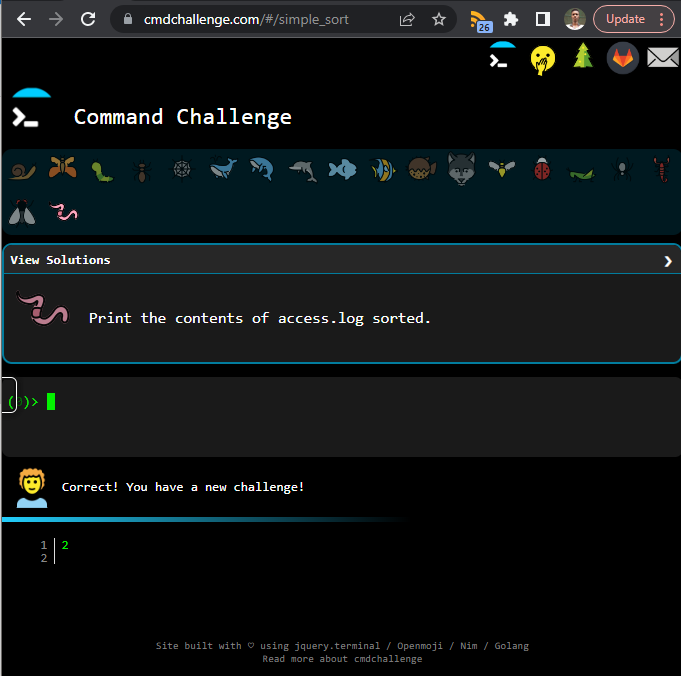 cmdchallenge.com/#/simple_sort
26
Update
Command Challenge
View Solutions
Print the contents of access.log sorted.
Correct! You have a new challenge!
1 2
2
Site built with ♡ using jquery.terminal / Openmoji / Nim / Golang
Read more about cmdchallenge